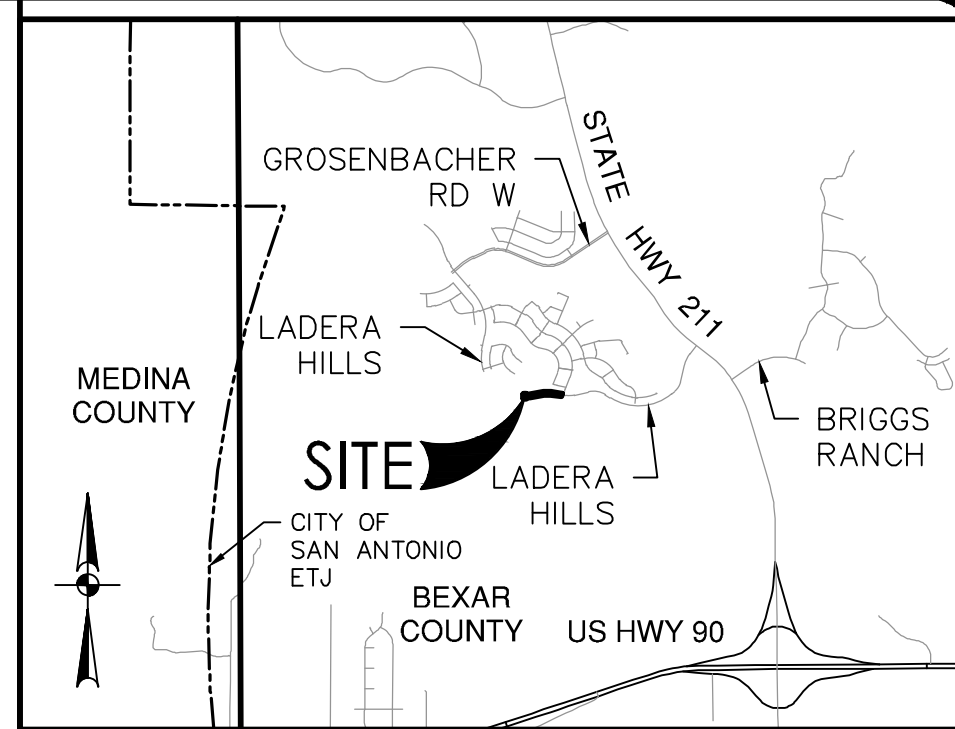 GROSENBACHER
RD W
STATE HWY 211
LADERA
HILLS
MEDINA
COUNTY
BRIGGS
RANCH
SITE
LADERA
HILLS
CITY OF
SAN ANTONIO
ETJ
BEXAR
COUNTY
US HWY 90